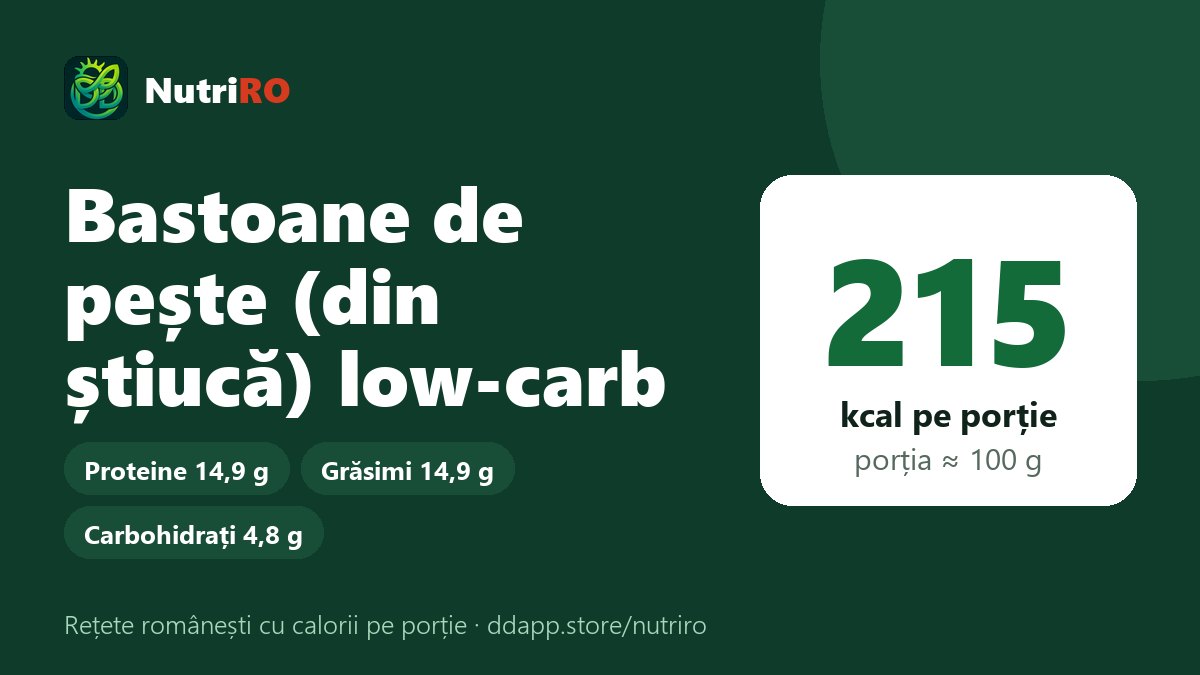 NutriRO
Bastoane de
pește (din
știucă) low-carb
Proteine 14,9 g
Grăsimi 14,9 g
Carbohidrați 4,8 g
215
kcal pe porție
porția ≈ 100 g
Rețete românești cu calorii pe porție · ddapp.store/nutriro